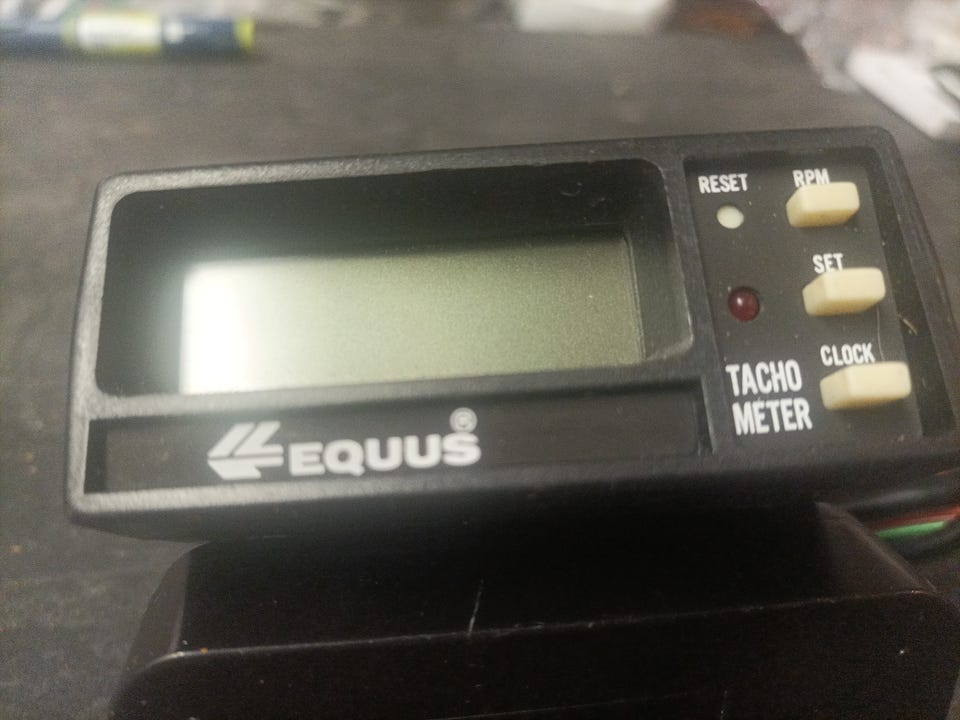 RESET
RPM
SET
CLOCK
TACHO
METER
EQUUS®